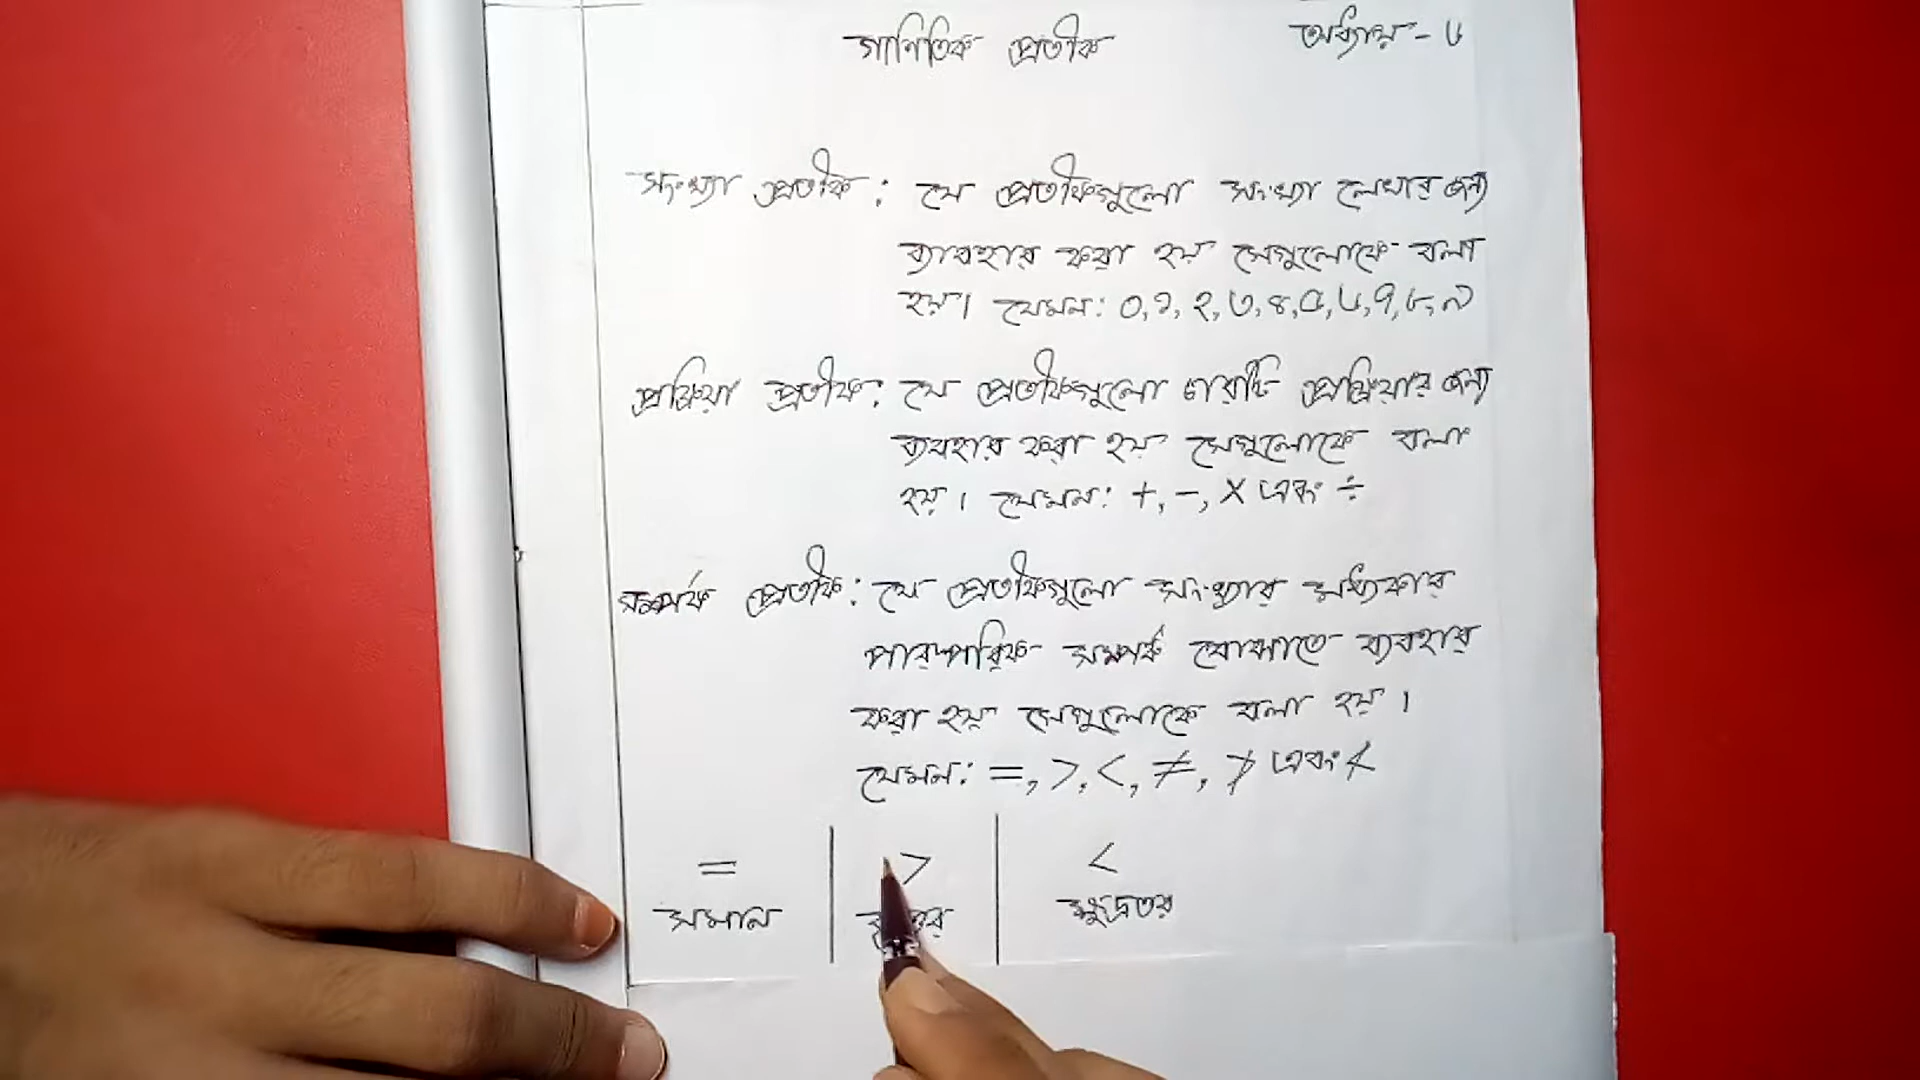 গাণিতিক প্রতীক অধ্যায় - ৬
সংখ্যা প্রতীক : যে প্রতীকগুলো সংখ্যা লেখার জন্য
ব্যবহার করা হয় সেগুলোকে বলা
হয়। যেমন: ০,১,২,৩,৪,৫,৬,৭,৮,৯
প্রক্রিয়া প্রতীক: যে প্রতীকগুলো চারটি প্রক্রিয়ার জন্য
ব্যবহার করা হয় সেগুলোকে বলা
হয়। যেমন: +, -, × এবং ÷
সম্পর্ক প্রতীক: যে প্রতীকগুলো সংখ্যার মধ্যকার
পারস্পরিক সম্পর্ক বোঝাতে ব্যবহার
করা হয় সেগুলোকে বলা হয়।
যেমন: =, >, <, ≠, ≯ এবং ≮
= > <
সমান ক্ষুদ্রতর